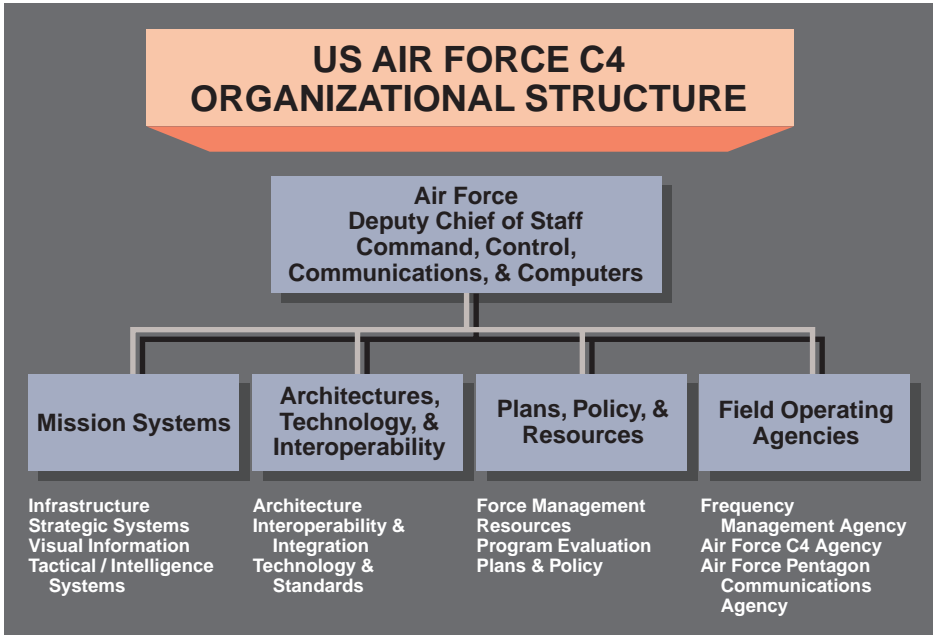 US AIR FORCE C4
ORGANIZATIONAL STRUCTURE
Air Force
Deputy Chief of Staff
Command, Control,
Communications, & Computers
Mission Systems
Architectures,
Technology, &
Interoperability
Plans, Policy, &
Resources
Field Operating
Agencies
Infrastructure
Strategic Systems
Visual Information
Tactical / Intelligence
Systems
Architecture
Interoperability &
Integration
Technology &
Standards
Force Management
Resources
Program Evaluation
Plans & Policy
Frequency
Management Agency
Air Force C4 Agency
Air Force Pentagon
Communications
Agency